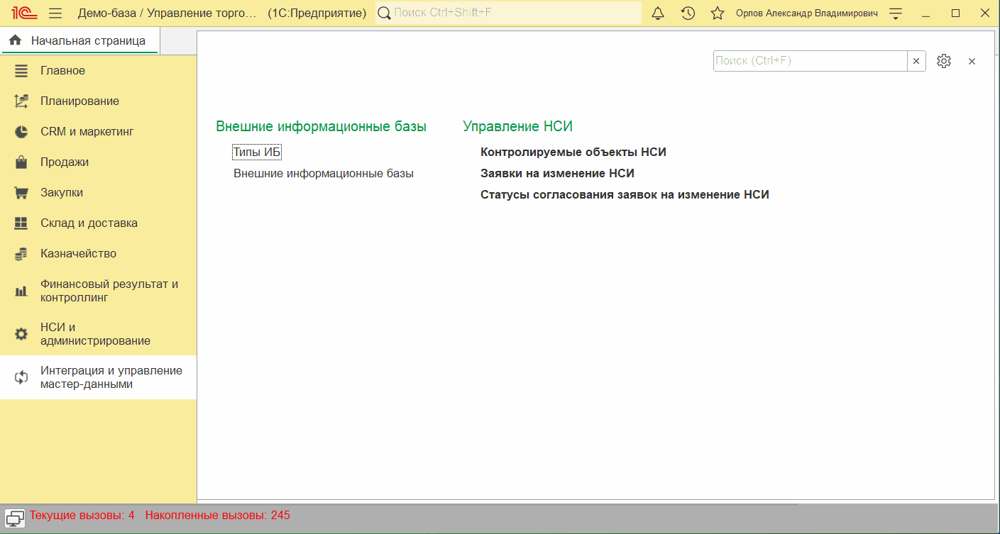 1С Демо-база / Управление торго... (1С:Предприятие) Поиск Ctrl+Shift+F Орлов Александр Владимирович
Начальная страница
Поиск (Ctrl+F)
Главное
Планирование
CRM и маркетинг
Продажи
Закупки
Склад и доставка
Казначейство
Финансовый результат и
контроллинг
НСИ и
администрирование
Интеграция и управление
мастер-данными
Внешние информационные базы
Типы ИБ
Внешние информационные базы
Управление НСИ
Контролируемые объекты НСИ
Заявки на изменение НСИ
Статусы согласования заявок на изменение НСИ
Текущие вызовы: 4 Накопленные вызовы: 245